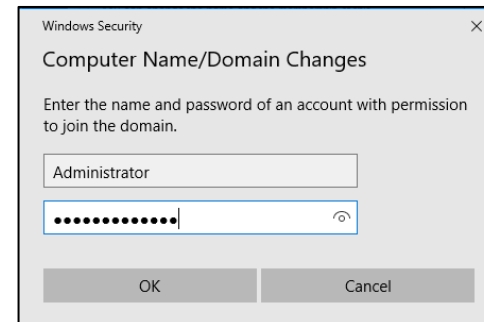 Windows Security
Computer Name/Domain Changes
Enter the name and password of an account with permission
to join the domain.
Administrator
●●●●●●●●●●●●●
OK
Cancel